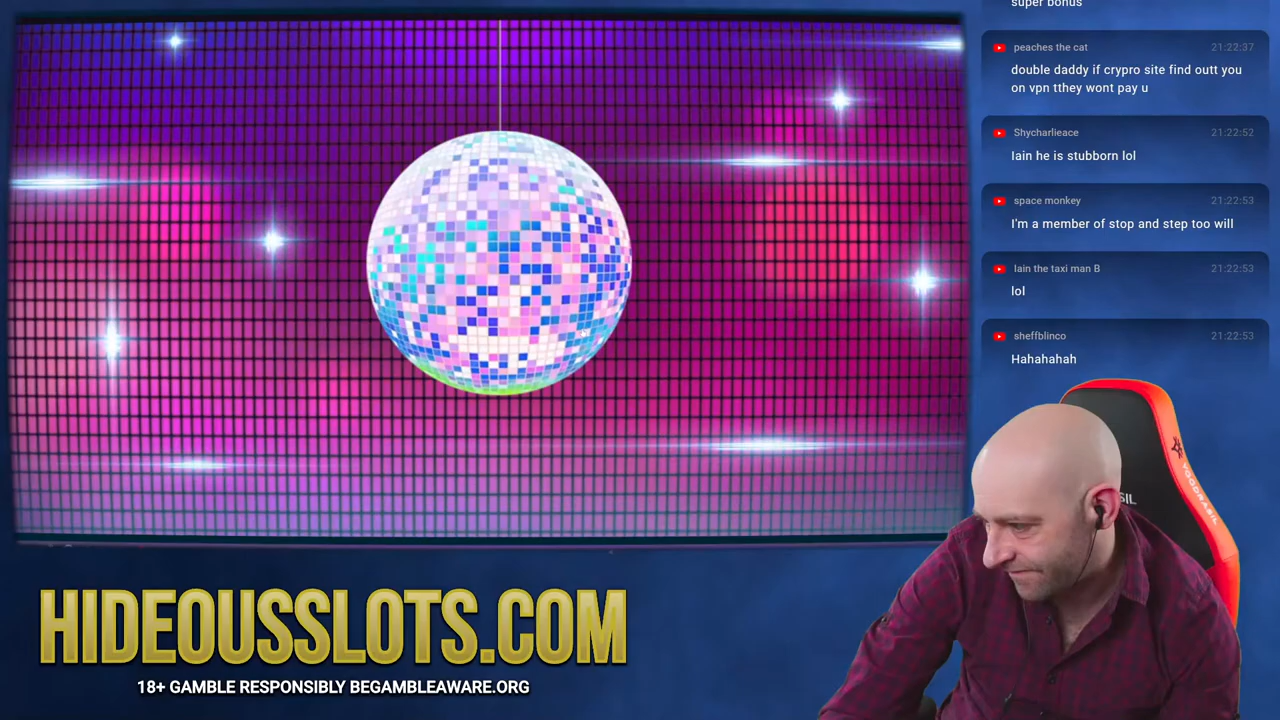 super bonus
peaches the cat 21:22:37
double daddy if crypro site find outt you
on vpn tthey wont pay u
Shycharlieace 21:22:52
Iain he is stubborn lol
space monkey 21:22:53
I'm a member of stop and step too will
Iain the taxi man B 21:22:53
lol
sheffblinco 21:22:53
Hahahahah
YGGDRASIL
HIDEOUSSLOTS.COM
18+ GAMBLE RESPONSIBLY BEGAMBLEAWARE.ORG